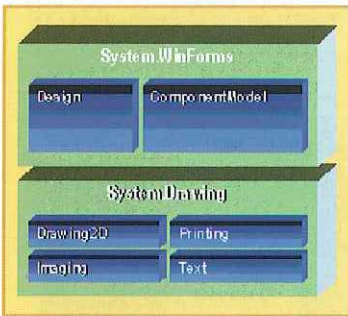 System.WinForms
Design
ComponentModel
System.Drawing
Drawing2D
Printing
Imaging
Text